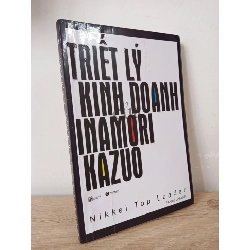 TRIẾT LÝ
KINH DOANH
INAMORI
KAZUO
Nikkei Top Leader